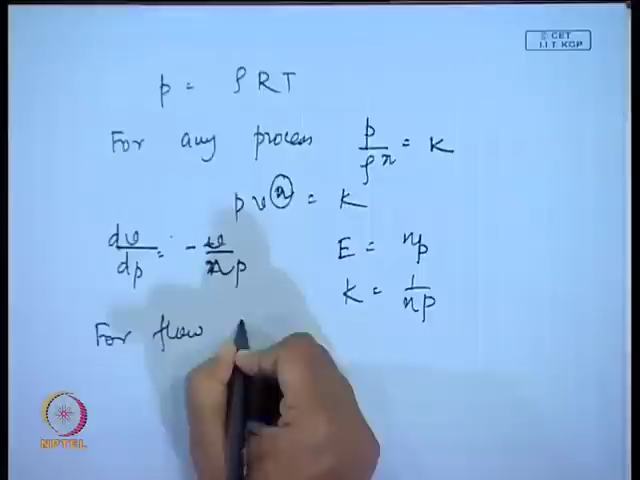 © CET
I.I.T KGP
p = ρRT
For any process p/ρⁿ = K
pvⁿ = K
dv/dp = - v/np
E = np
K = 1/np
For flow
NPTEL